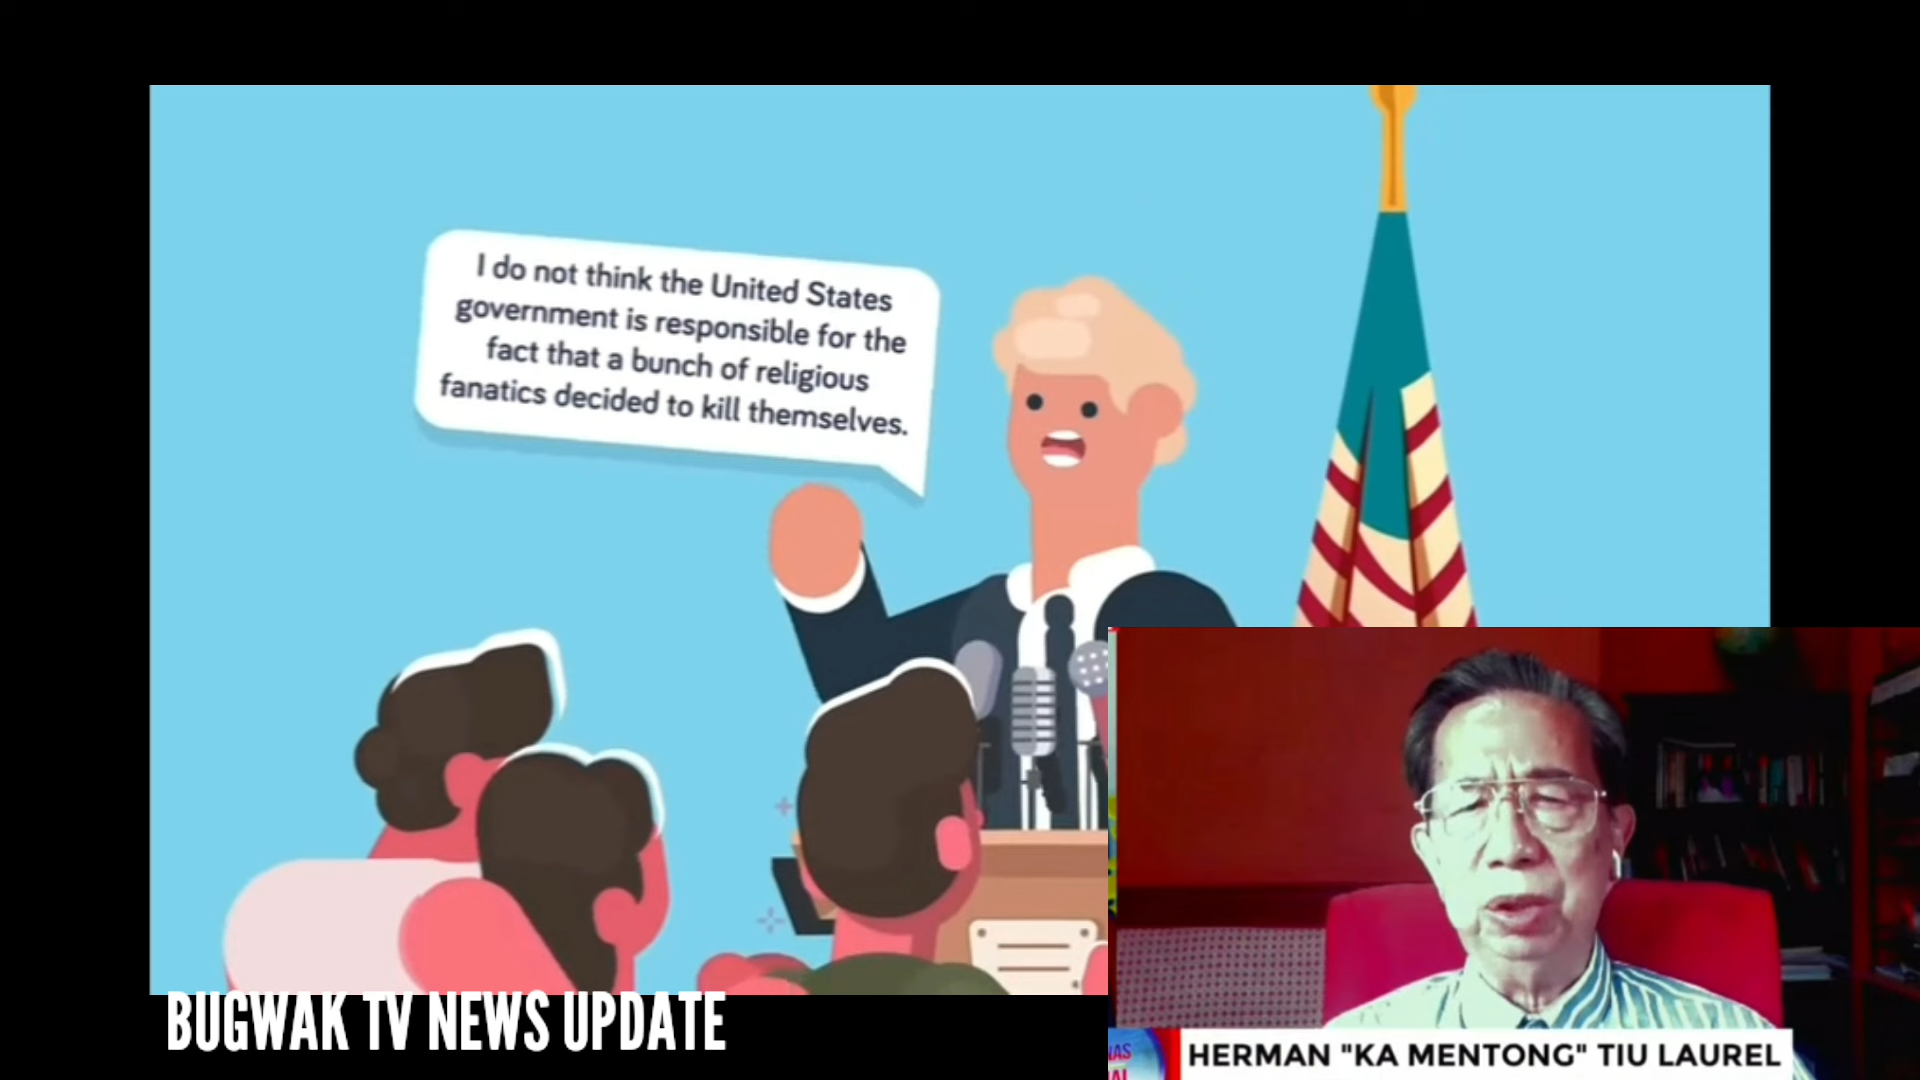 I do not think the United States
government is responsible for the
fact that a bunch of religious
fanatics decided to kill themselves.
BUGWAK TV NEWS UPDATE
HERMAN "KA MENTONG" TIU LAUREL